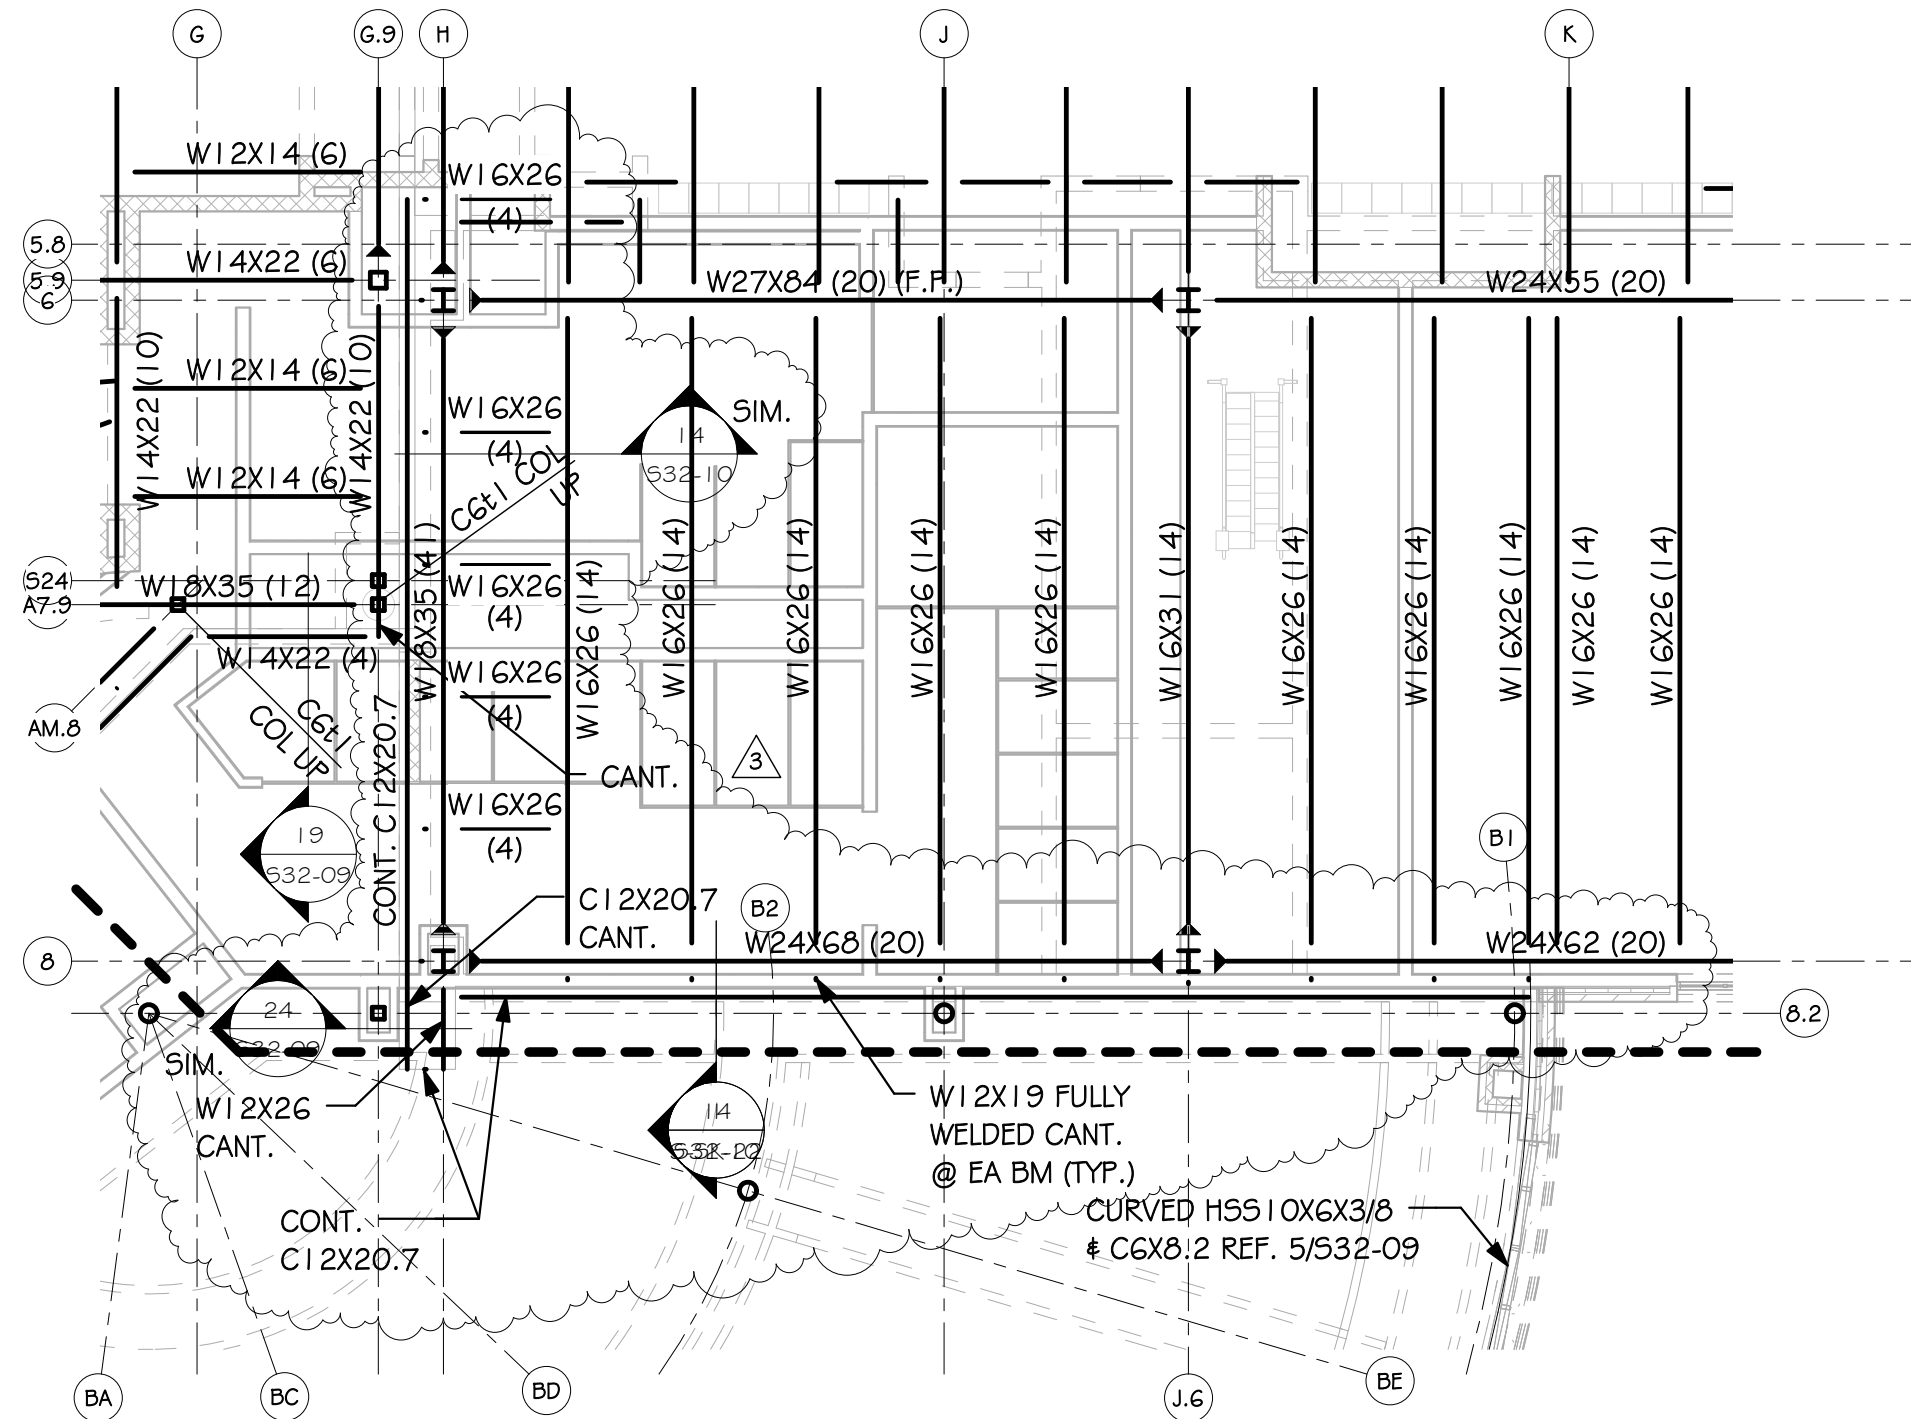 G
G.9
H
J
K
W12X14 (6)
W16X26
(4)
5.8
5.9
6
W14X22 (6)
W27X84 (20) (F.F.)
W24X55 (20)
W14X22 (10)
W12X14 (6)
W14X22 (10)
W16X26
(4)
14
S32-10
SIM.
W12X14 (6)
C6t1 COL
UP
S24
A7.9
W18X35 (12)
W18X35 (41)
W16X26
(4)
W16X26 (14)
W16X26 (14)
W16X26 (14)
W16X26 (14)
W16X26 (14)
W16X31 (14)
W16X26 (14)
W16X26 (14)
W16X26 (14)
W16X26 (14)
W16X26 (14)
W14X22 (4)
W16X26
(4)
AM.8
C6t1
COL UP
CONT. C12X20.7
CANT.
3
W16X26
(4)
19
S32-09
B1
C12X20.7
CANT.
B2
8
W24X68 (20)
W24X62 (20)
24
S32-09
SIM.
8.2
W12X26
CANT.
14
W12X19 FULLY
WELDED CANT.
@ EA BM (TYP.)
CONT.
C12X20.7
CURVED HSS10X6X3/8
& C6X8.2 REF. 5/S32-09
BA
BC
BD
J.6
BE